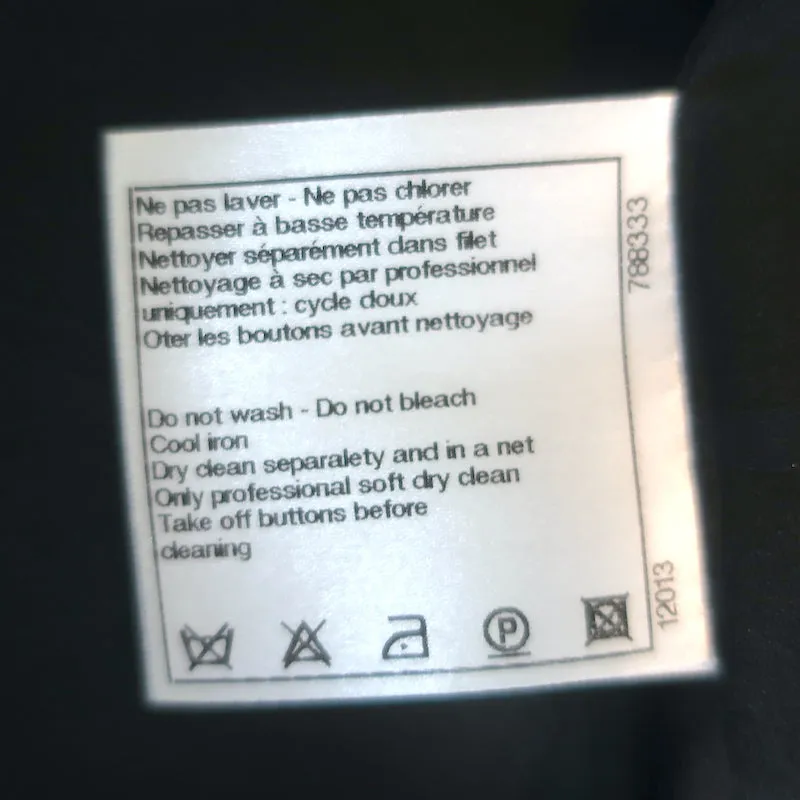 Ne pas laver - Ne pas chlorer
Repasser à basse température
Nettoyer séparément dans filet
Nettoyage à sec par professionnel
uniquement : cycle doux
Oter les boutons avant nettoyage
Do not wash - Do not bleach
Cool iron
Dry clean separalety and in a net
Only professional soft dry clean
Take off buttons before
cleaning
P
788333
12013